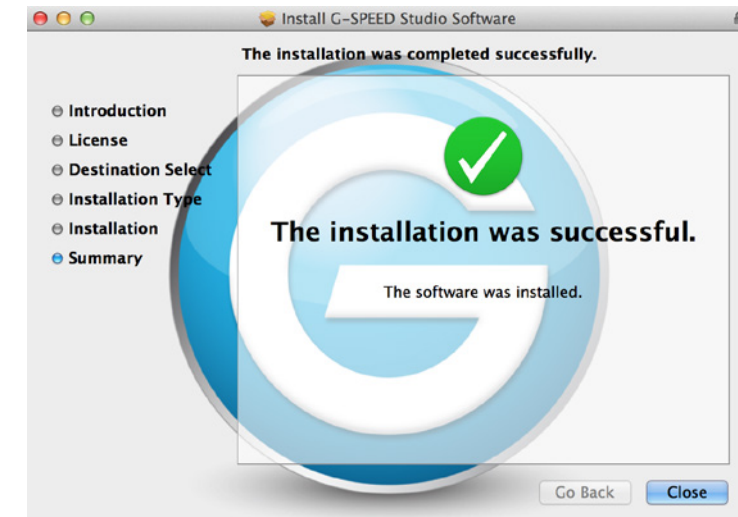 Install G-SPEED Studio Software
The installation was completed successfully.
Introduction
License
Destination Select
Installation Type
Installation
Summary
The installation was successful.
The software was installed.
Go Back
Close